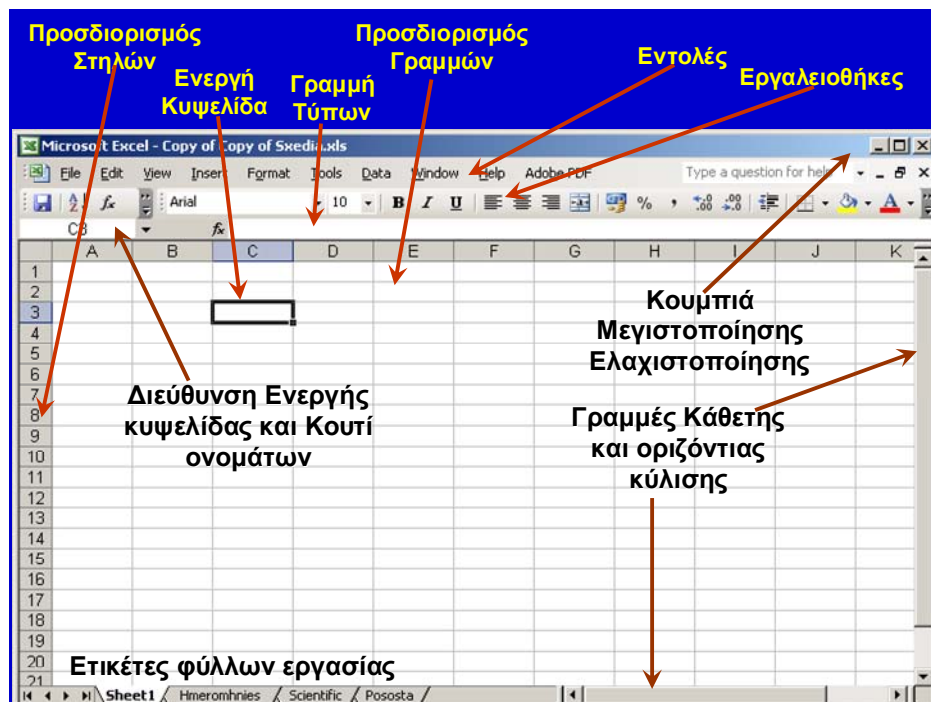 Προσδιορισμός
Στηλών
Ενεργή
Κυψελίδα
Γραμμή
Τύπων
Προσδιορισμός
Γραμμών
Εντολές
Εργαλειοθήκες
Microsoft Excel - Copy of Copy of Sxedia.xls
File Edit View Insert Format Tools Data Window Help Adobe PDF Type a question for help
Arial 10 B I U % ,
C3 fx
A B C D E F G H I J K
1
2
3
4
5
6
7
8
9
10
11
12
13
14
15
16
17
18
19
20
21
Κουμπιά
Μεγιστοποίησης
Ελαχιστοποίησης
Διεύθυνση Ενεργής
κυψελίδας και Κουτί
ονομάτων
Γραμμές Κάθετης
και οριζόντιας
κύλισης
Ετικέτες φύλλων εργασίας
Sheet1 Hmeromhnies Scientific Pososta